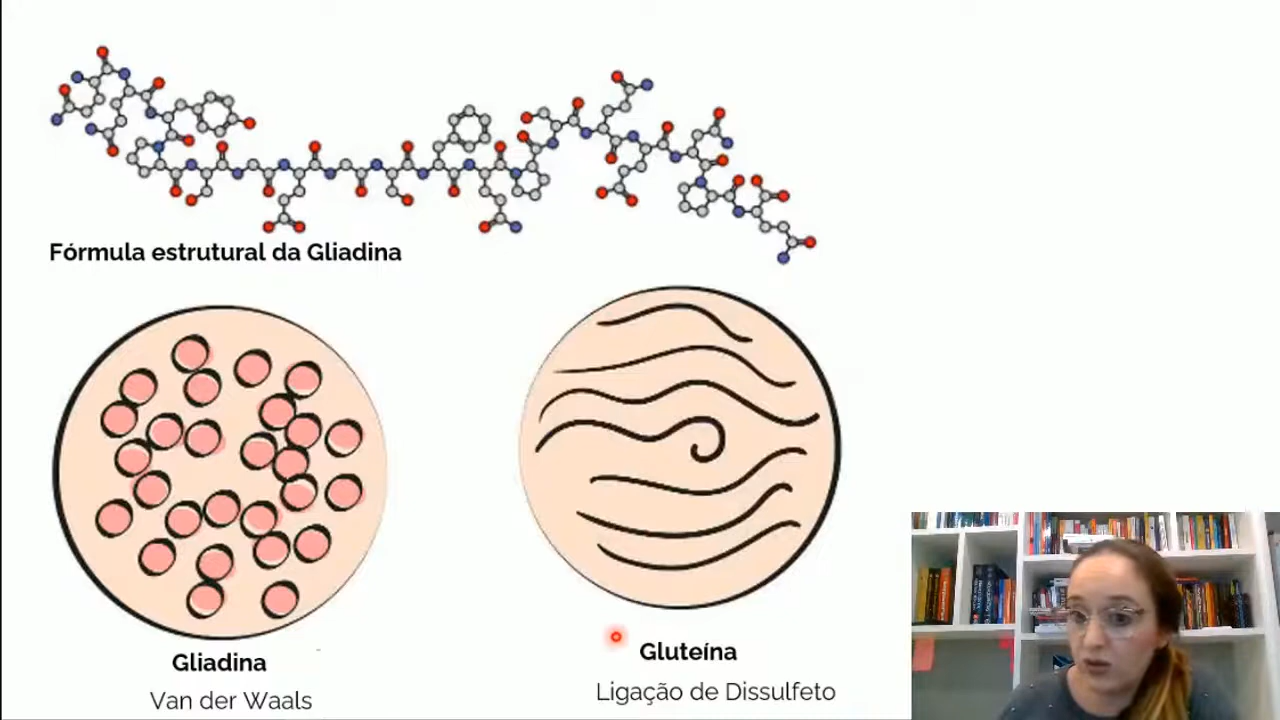 Fórmula estrutural da Gliadina
Gliadina
Van der Waals
Gluteína
Ligação de Dissulfeto